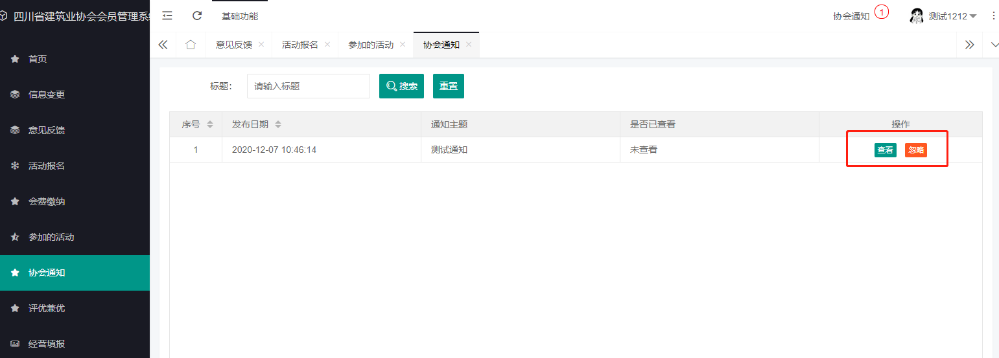 四川省建筑业协会会员管理系
基础功能
协会通知 1
测试1212
意见反馈
活动报名
参加的活动
协会通知
首页
信息变更
意见反馈
活动报名
会费缴纳
参加的活动
协会通知
评优兼优
经营填报
标题： 请输入标题 搜索 重置
序号 发布日期 通知主题 是否已查看 操作
1 2020-12-07 10:46:14 测试通知 未查看 查看 忽略